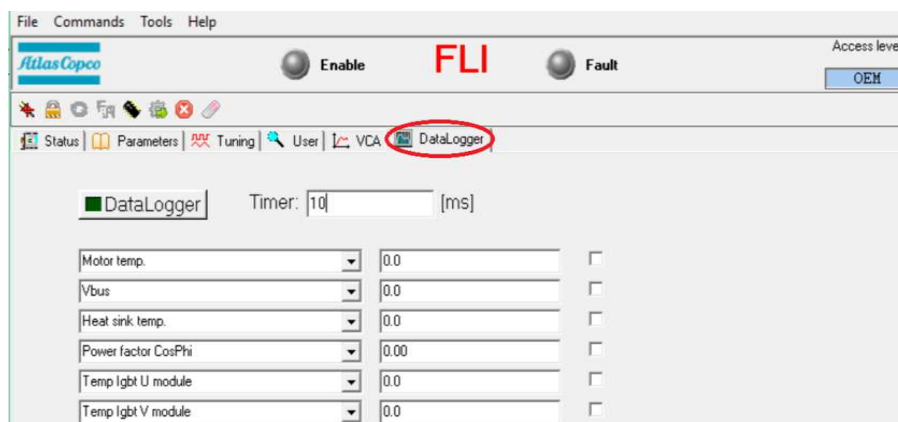 File Commands Tools Help
Atlas Copco Enable FLI Fault Access leve
OEM
Status Parameters Tuning User VCA DataLogger
DataLogger Timer: 10 [ms]
Motor temp. 0.0
Vbus 0.0
Heat sink temp. 0.0
Power factor CosPhi 0.00
Temp Igbt U module 0.0
Temp Igbt V module 0.0